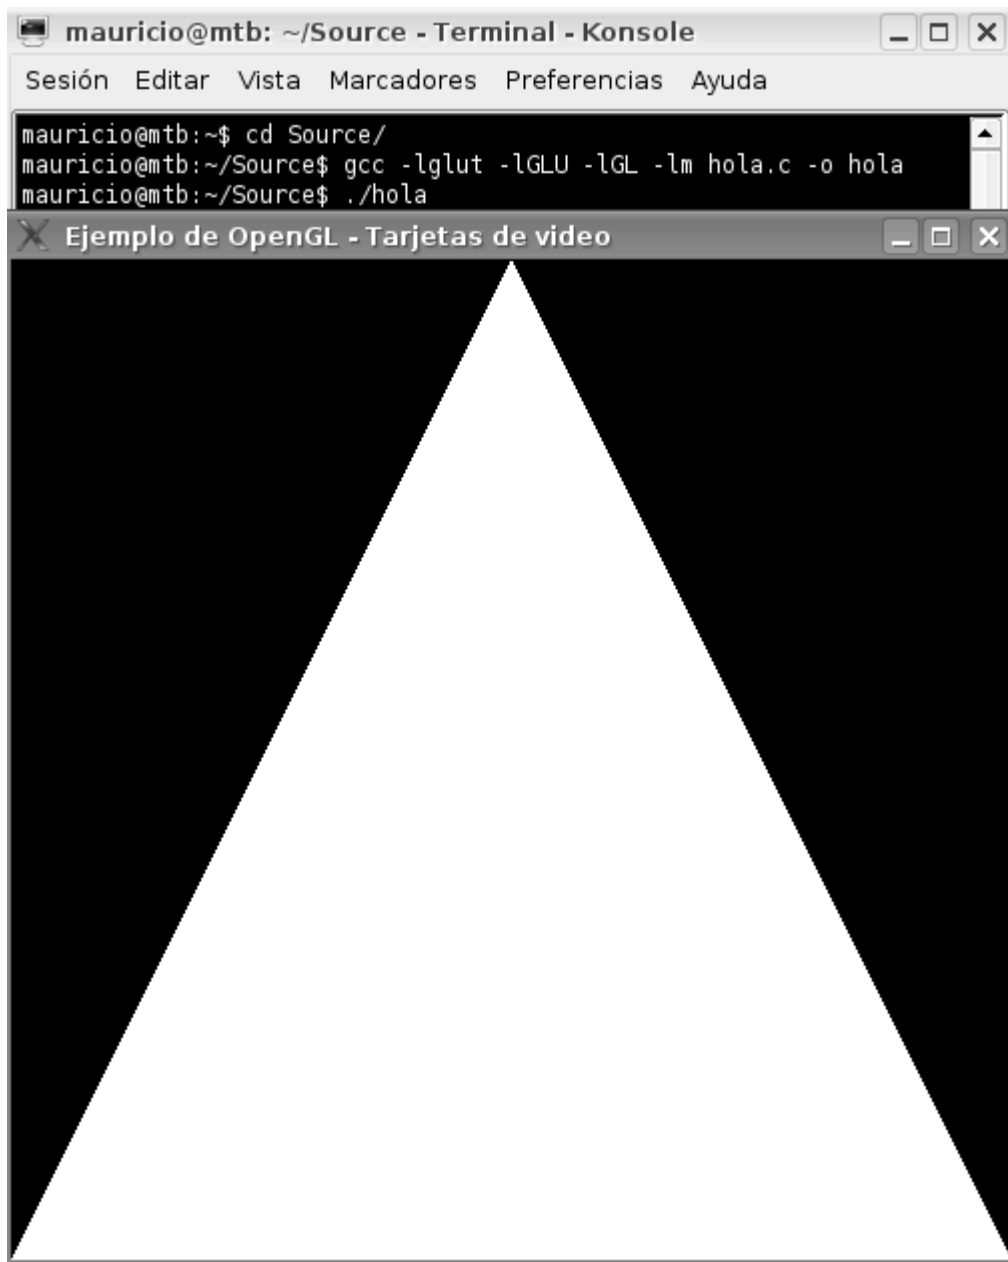 mauricio@mtb: ~/Source - Terminal - Konsole
Sesión Editar Vista Marcadores Preferencias Ayuda
mauricio@mtb:~$ cd Source/
mauricio@mtb:~/Source$ gcc -lglut -lGLU -lGL -lm hola.c -o hola
mauricio@mtb:~/Source$ ./hola
Ejemplo de OpenGL - Tarjetas de video